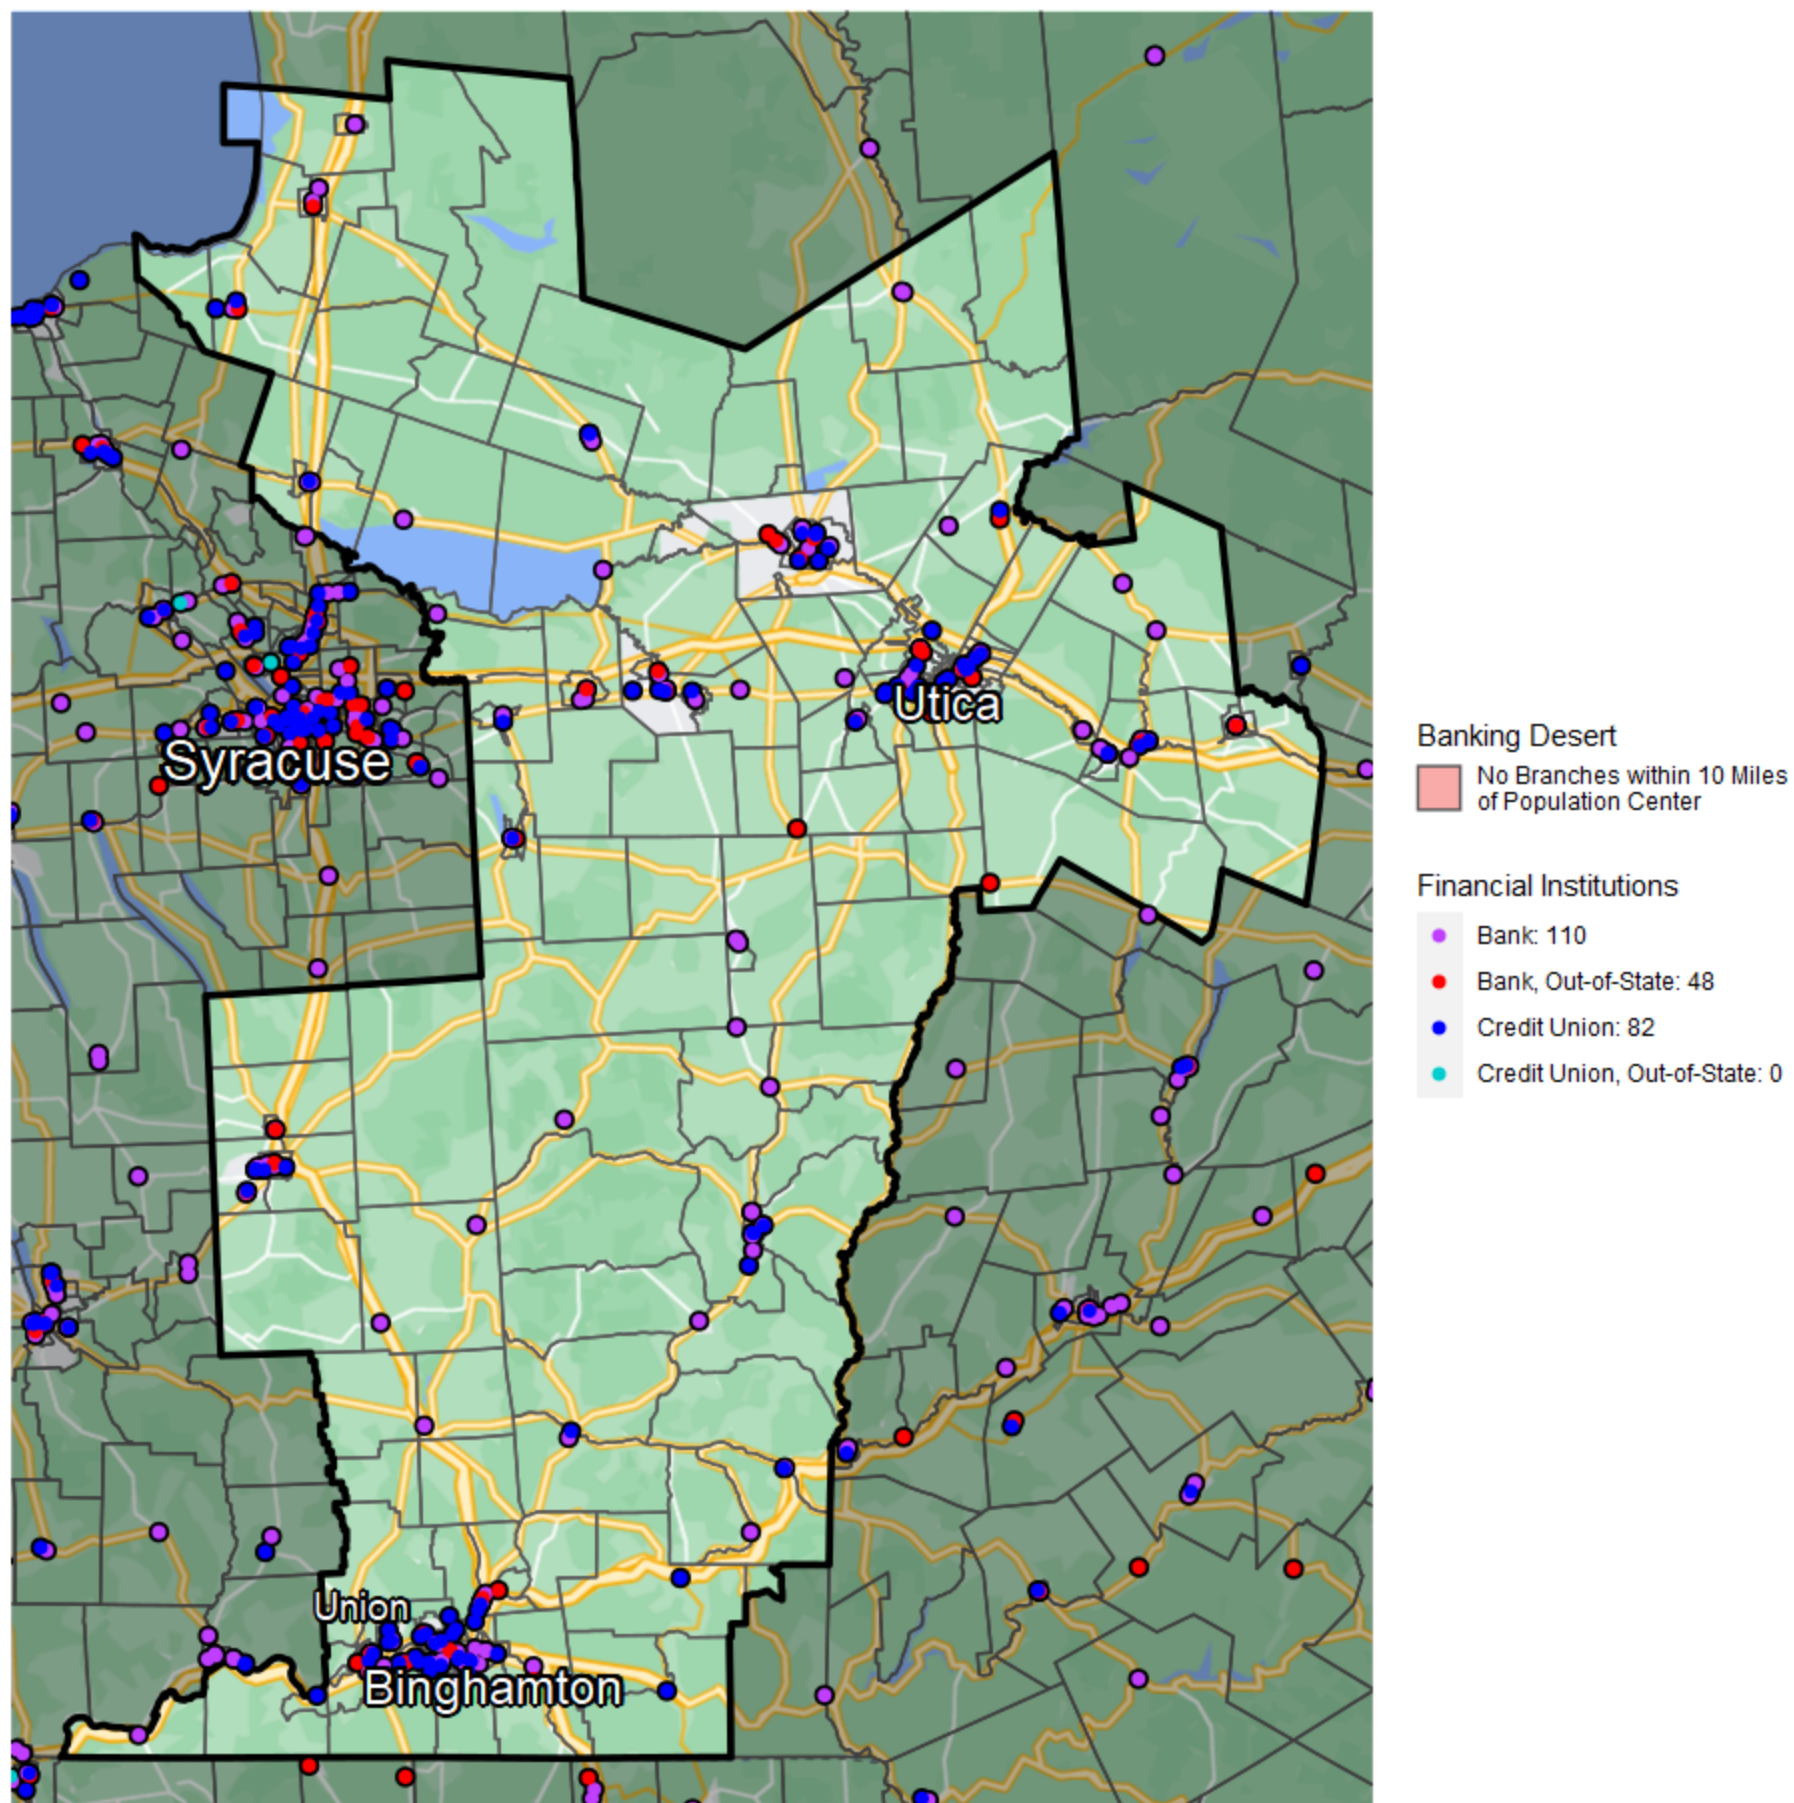 Syracuse
Utica
Union
Binghamton
Banking Desert
No Branches within 10 Miles
of Population Center
Financial Institutions
Bank: 110
Bank, Out-of-State: 48
Credit Union: 82
Credit Union, Out-of-State: 0